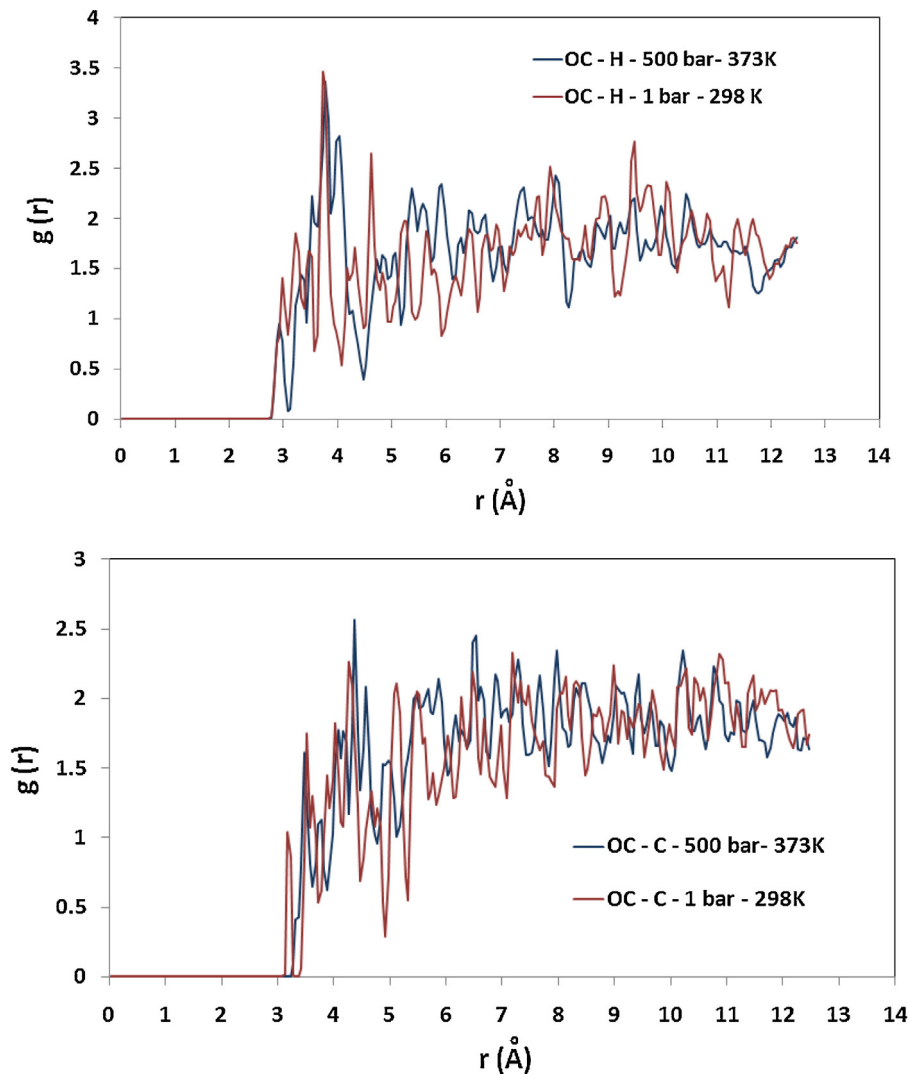 4
3.5
3
2.5
2
1.5
1
0.5
0
g (r)
OC - H - 500 bar- 373K
OC - H - 1 bar - 298 K
0 1 2 3 4 5 6 7 8 9 10 11 12 13 14
r (Å)
3
2.5
2
1.5
1
0.5
0
g (r)
OC - C - 500 bar- 373K
OC - C - 1 bar - 298K
0 1 2 3 4 5 6 7 8 9 10 11 12 13 14
r (Å)